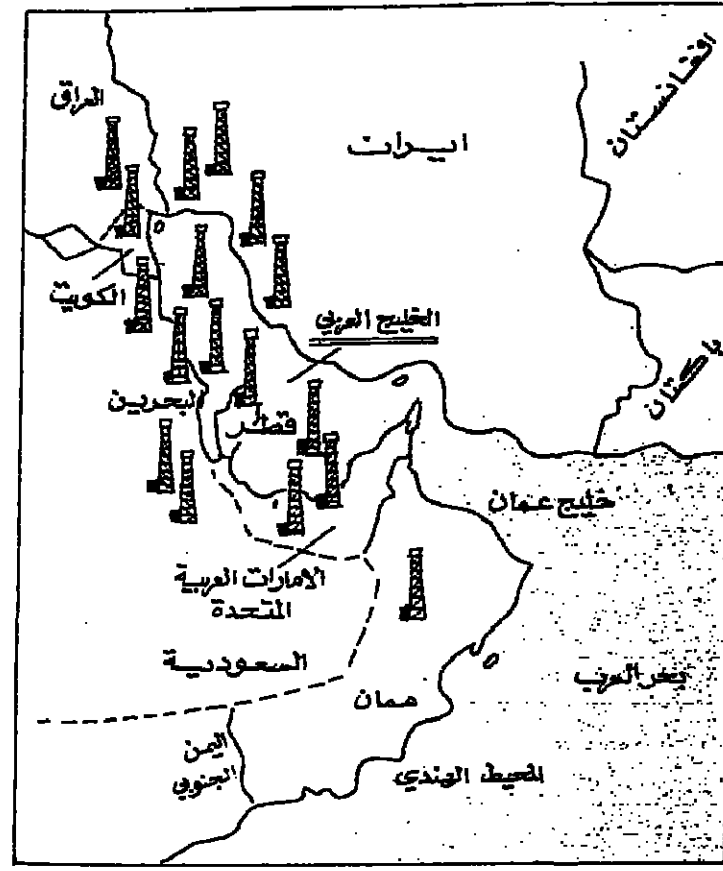 العراق
ايران
افغانستان
الكويت
الخليج العربي
باكستان
البحرين
قطر
خليج عمان
الامارات العربية
المتحدة
السعودية
بحر العرب
عمان
اليمن
الجنوبي
المحيط الهندي